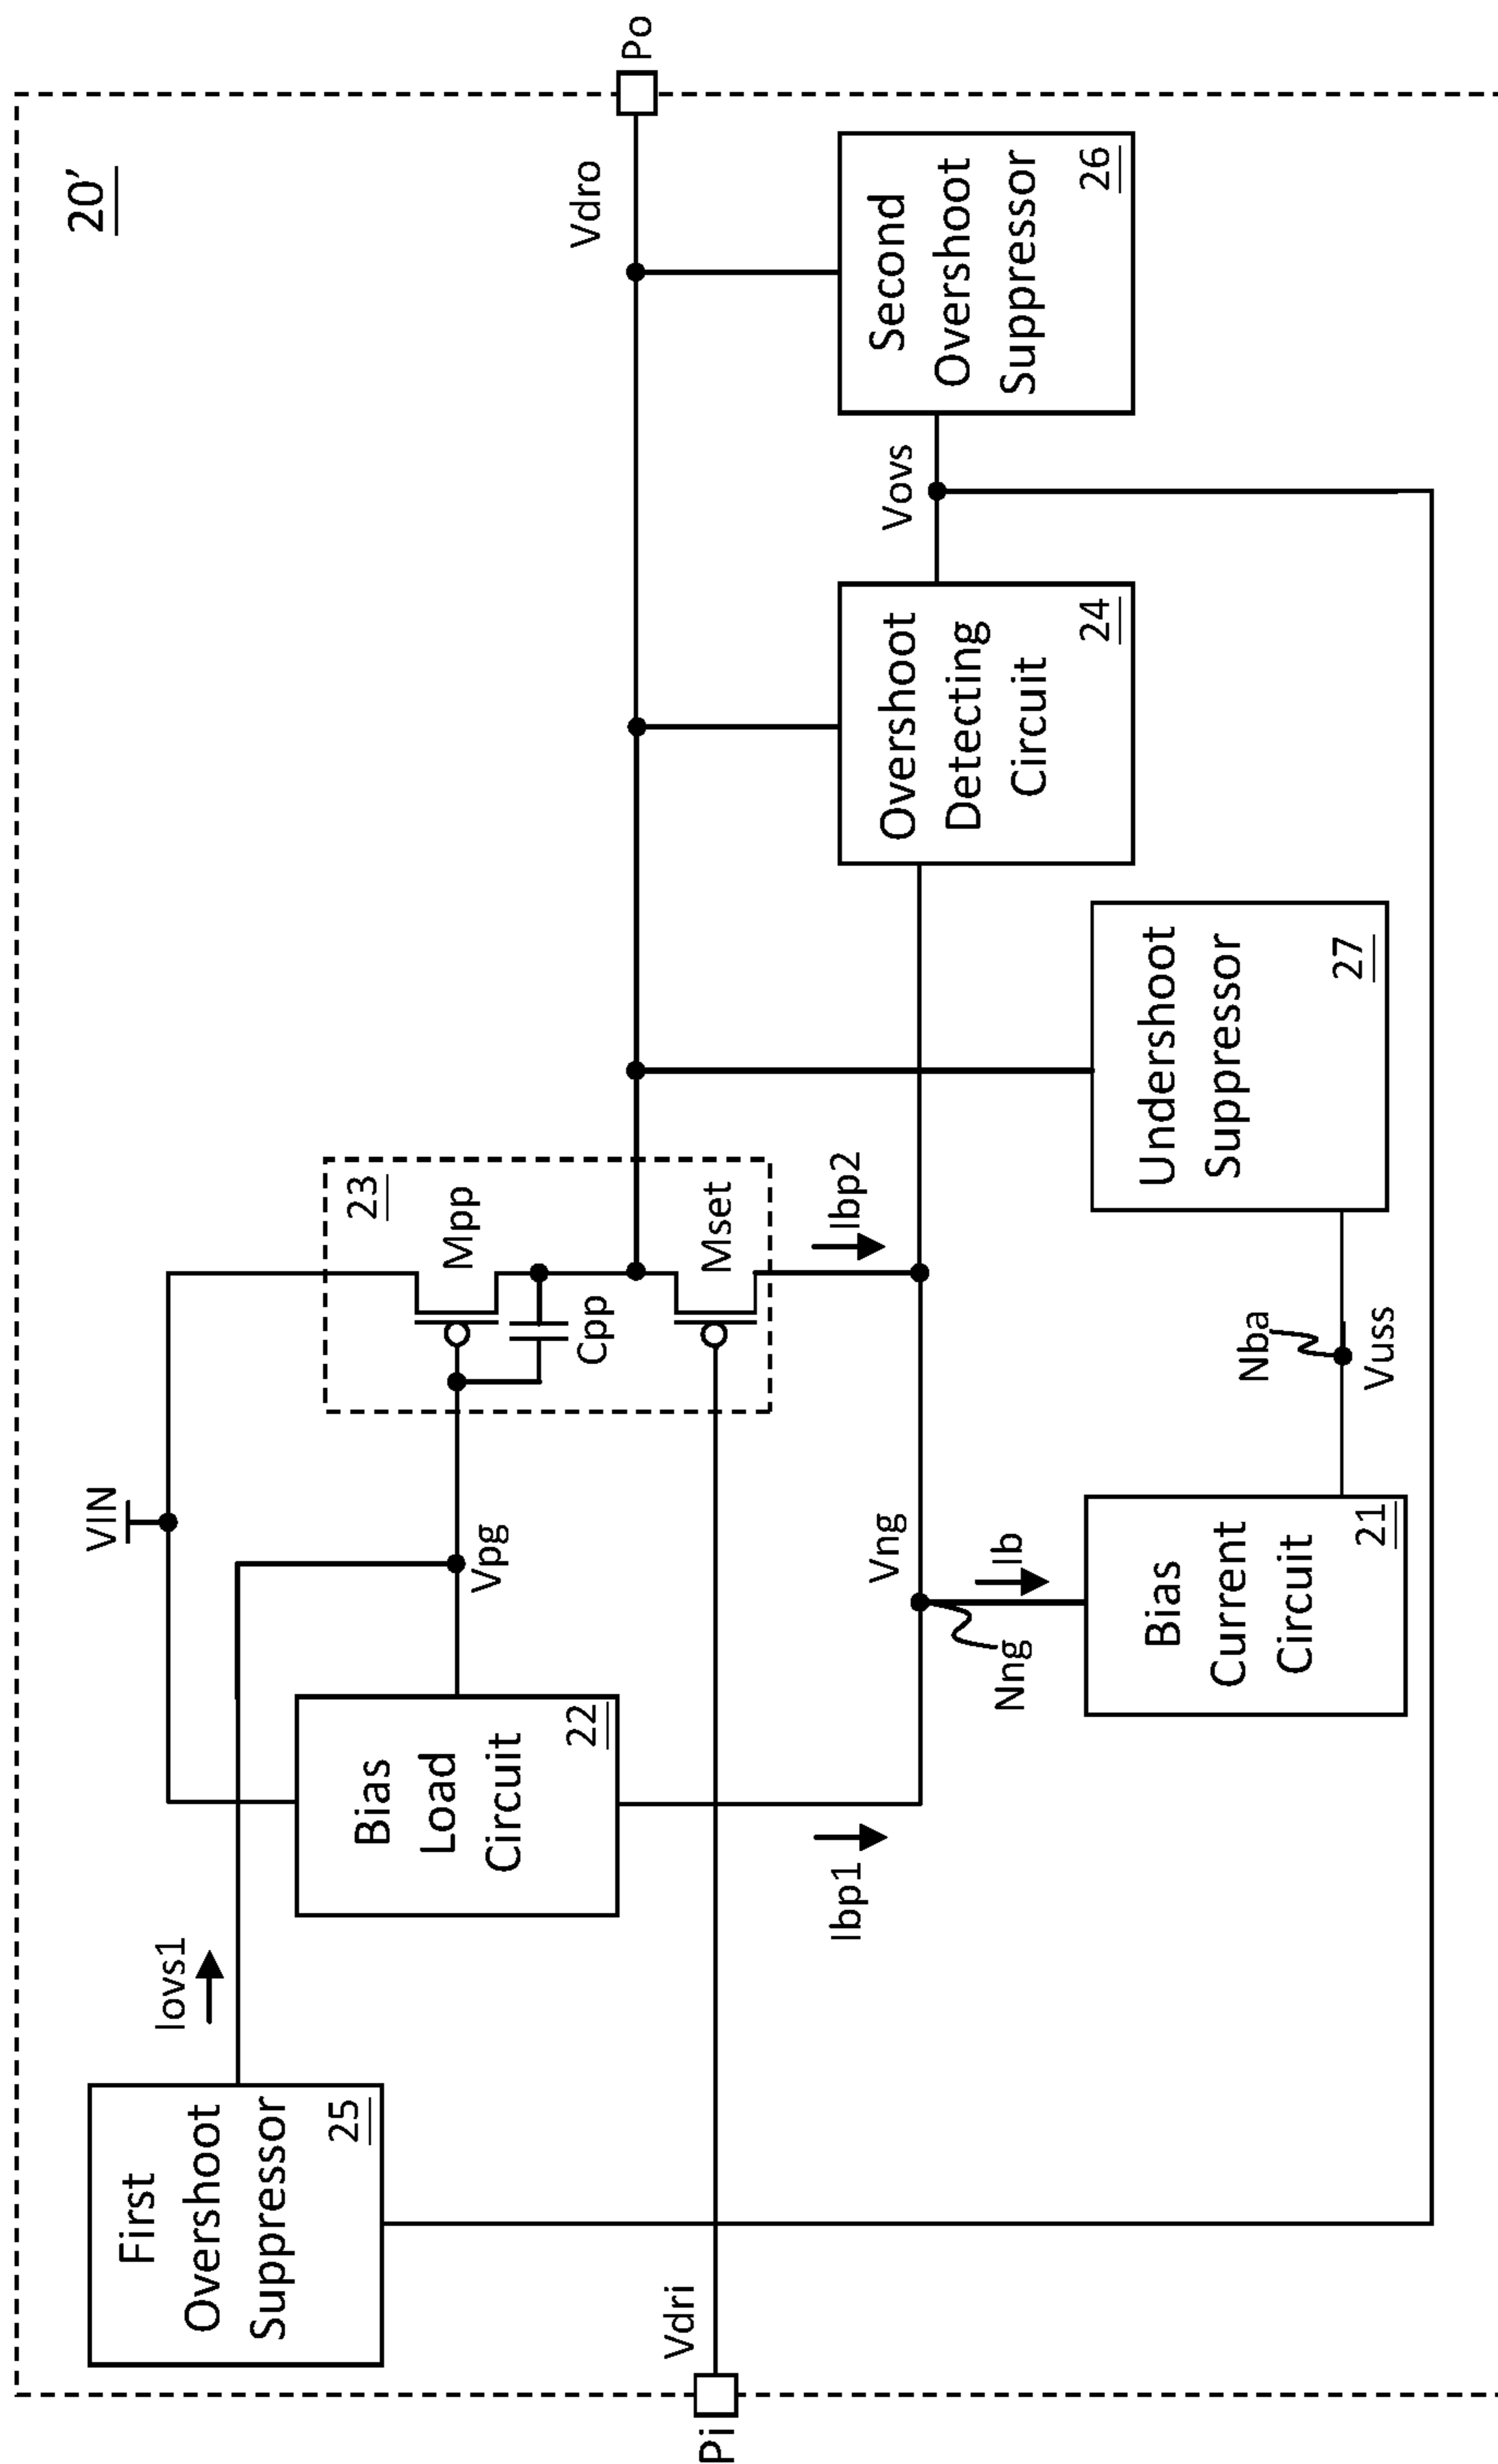 20’
First
Overshoot
Suppressor
25
Iovs1
VIN
Bias
Load
Circuit
22
Vpg
23
Mpp
Cpp
Mset
Vdro
Po
Pi
Vdri
Ibp1
Ibp2
Vng
Nng
Ib
Bias
Current
Circuit
21
Nba
Vuss
Undershoot
Suppressor
27
Overshoot
Detecting
Circuit
24
Vovs
Second
Overshoot
Suppressor
26